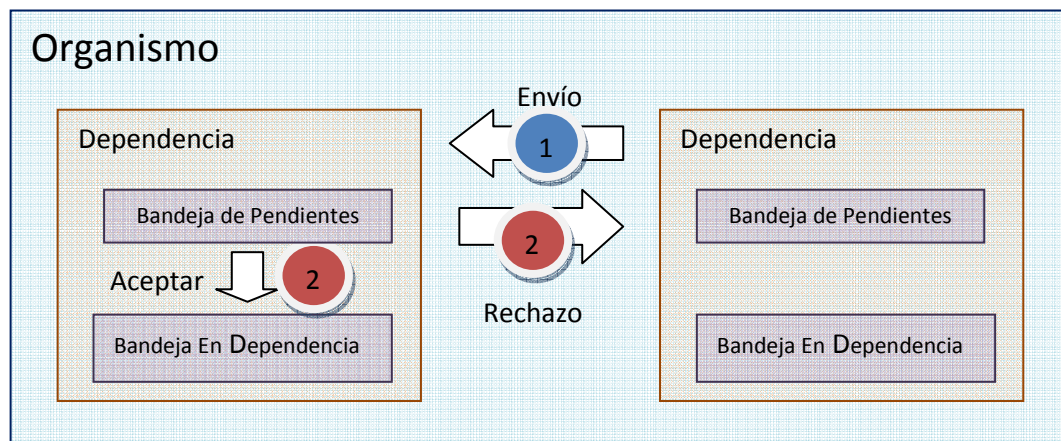 Organismo
Envío
Dependencia
1
Dependencia
Bandeja de Pendientes
2
Bandeja de Pendientes
Aceptar
2
Rechazo
Bandeja En Dependencia
Bandeja En Dependencia